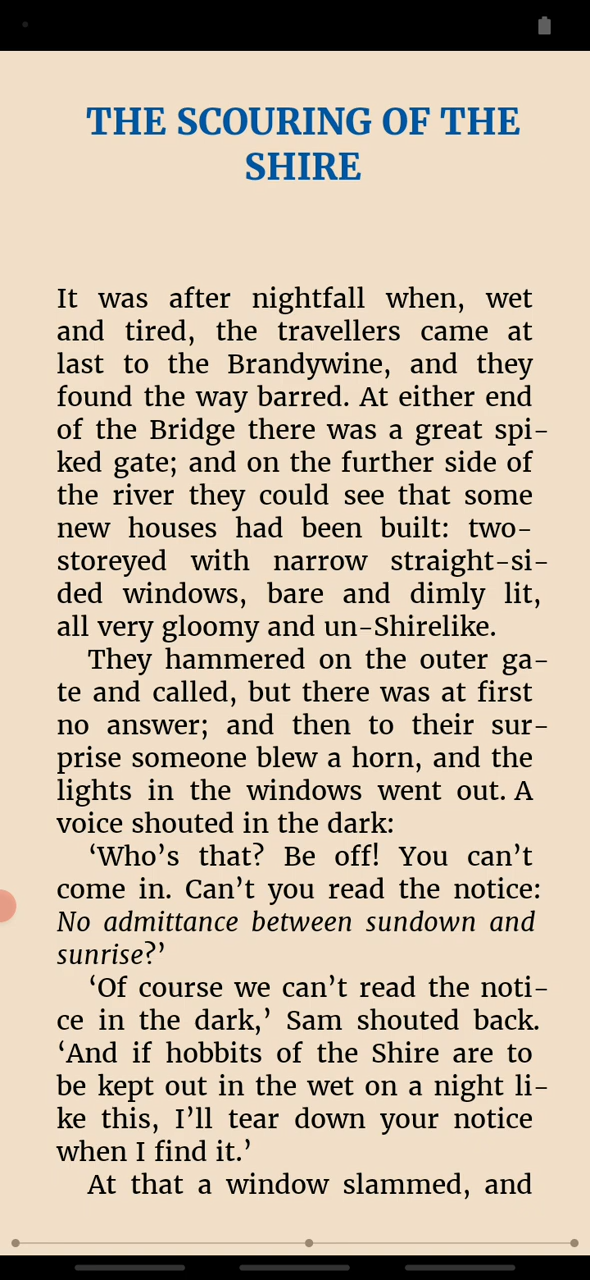 THE SCOURING OF THE
SHIRE
It was after nightfall when, wet
and tired, the travellers came at
last to the Brandywine, and they
found the way barred. At either end
of the Bridge there was a great spi-
ked gate; and on the further side of
the river they could see that some
new houses had been built: two-
storeyed with narrow straight-si-
ded windows, bare and dimly lit,
all very gloomy and un-Shirelike.
They hammered on the outer ga-
te and called, but there was at first
no answer; and then to their sur-
prise someone blew a horn, and the
lights in the windows went out. A
voice shouted in the dark:
‘Who’s that? Be off! You can’t
come in. Can’t you read the notice:
No admittance between sundown and
sunrise?’
‘Of course we can’t read the noti-
ce in the dark,’ Sam shouted back.
‘And if hobbits of the Shire are to
be kept out in the wet on a night li-
ke this, I’ll tear down your notice
when I find it.’
At that a window slammed, and